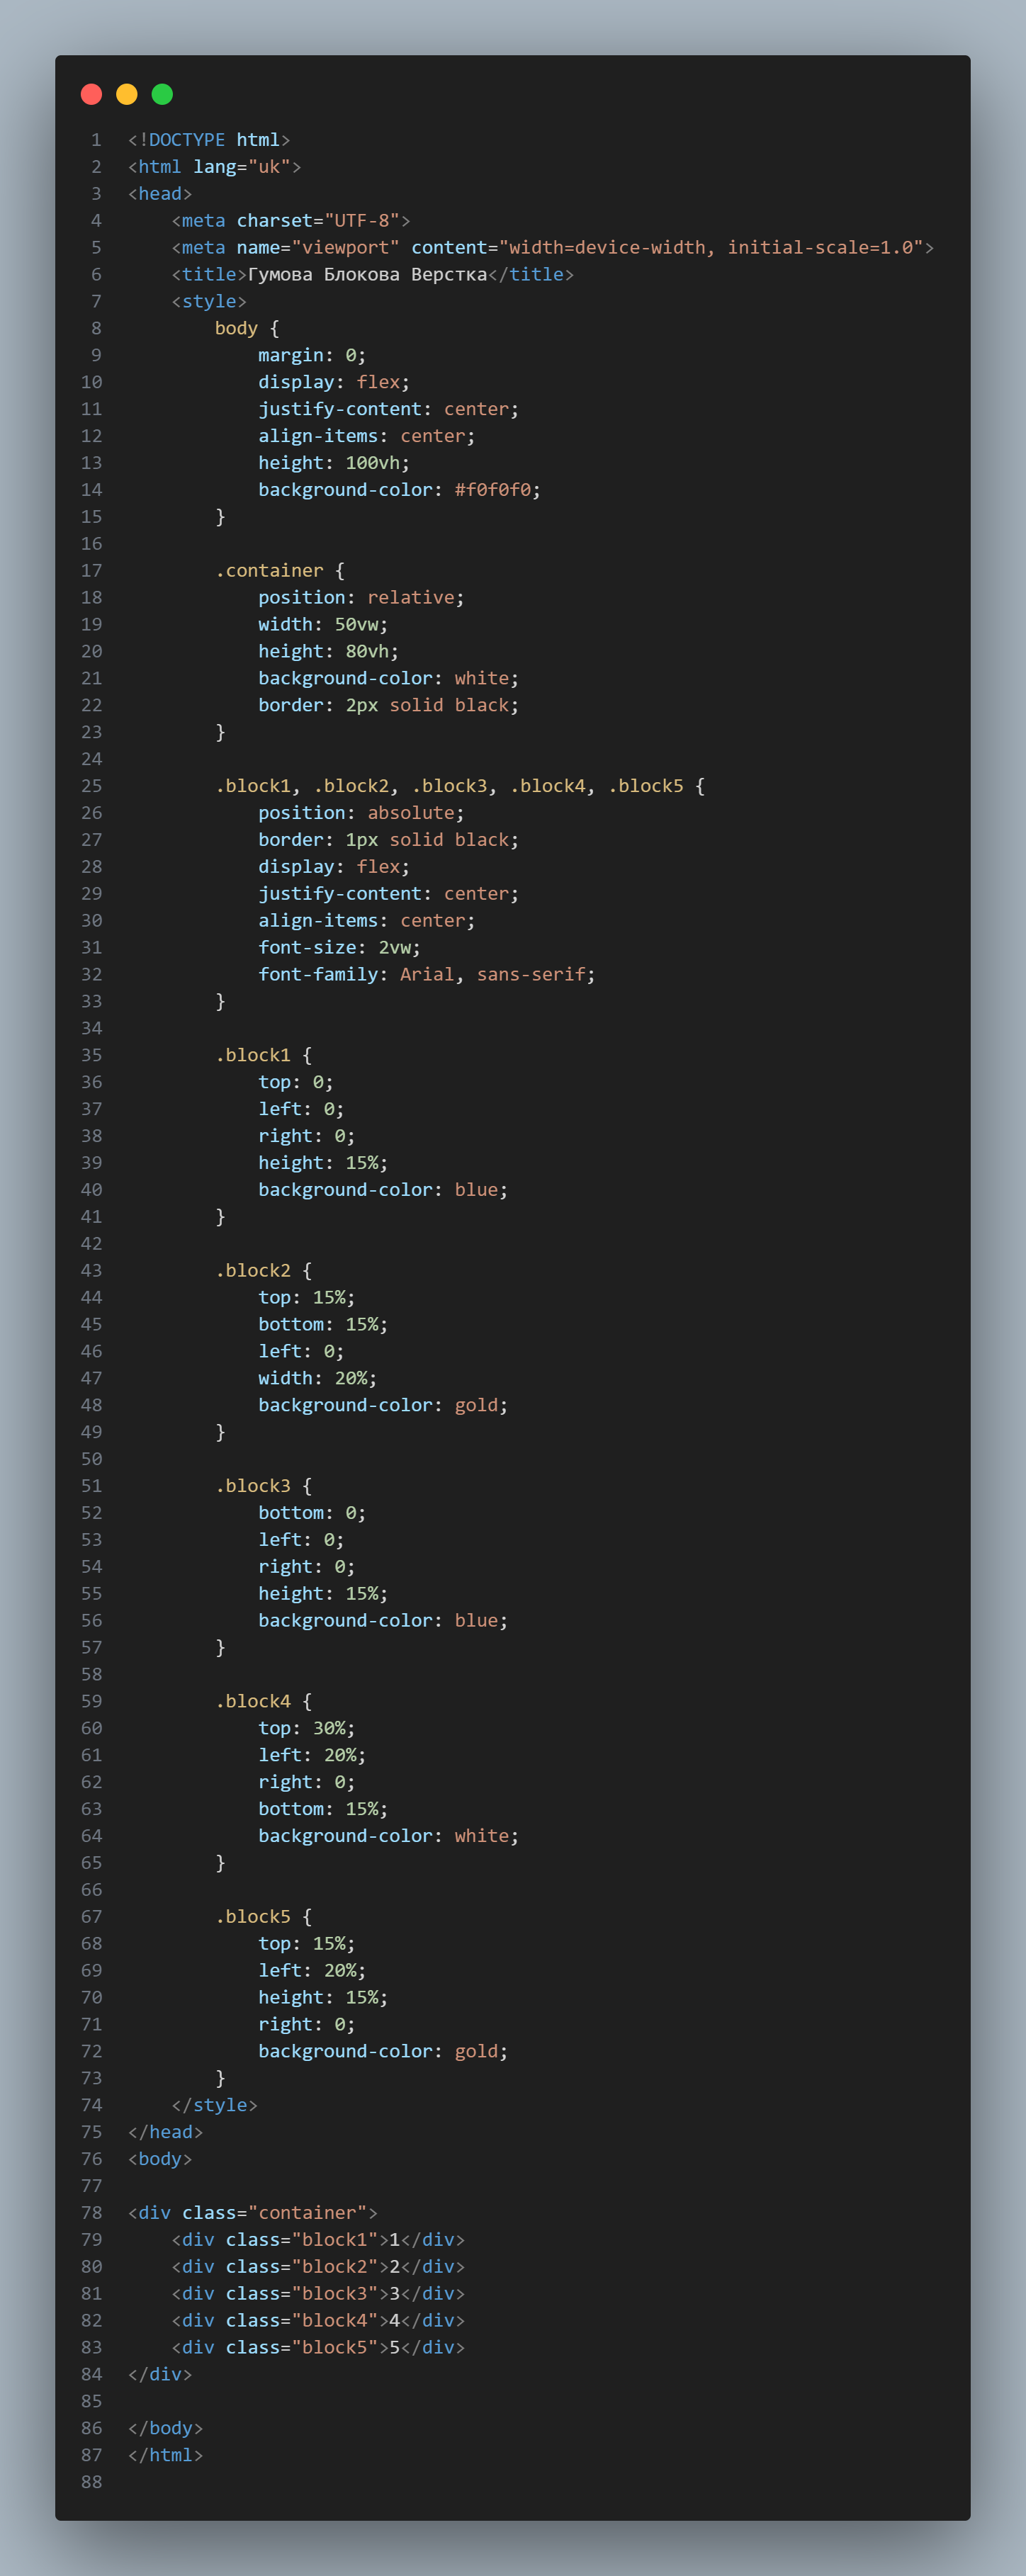 1 <!DOCTYPE html>
2 <html lang="uk">
3 <head>
4     <meta charset="UTF-8">
5     <meta name="viewport" content="width=device-width, initial-scale=1.0">
6     <title>Гумова Блокова Верстка</title>
7     <style>
8         body {
9             margin: 0;
10             display: flex;
11             justify-content: center;
12             align-items: center;
13             height: 100vh;
14             background-color: #f0f0f0;
15         }
16
17         .container {
18             position: relative;
19             width: 50vw;
20             height: 80vh;
21             background-color: white;
22             border: 2px solid black;
23         }
24
25         .block1, .block2, .block3, .block4, .block5 {
26             position: absolute;
27             border: 1px solid black;
28             display: flex;
29             justify-content: center;
30             align-items: center;
31             font-size: 2vw;
32             font-family: Arial, sans-serif;
33         }
34
35         .block1 {
36             top: 0;
37             left: 0;
38             right: 0;
39             height: 15%;
40             background-color: blue;
41         }
42
43         .block2 {
44             top: 15%;
45             bottom: 15%;
46             left: 0;
47             width: 20%;
48             background-color: gold;
49         }
50
51         .block3 {
52             bottom: 0;
53             left: 0;
54             right: 0;
55             height: 15%;
56             background-color: blue;
57         }
58
59         .block4 {
60             top: 30%;
61             left: 20%;
62             right: 0;
63             bottom: 15%;
64             background-color: white;
65         }
66
67         .block5 {
68             top: 15%;
69             left: 20%;
70             height: 15%;
71             right: 0;
72             background-color: gold;
73         }
74     </style>
75 </head>
76 <body>
77
78 <div class="container">
79     <div class="block1">1</div>
80     <div class="block2">2</div>
81     <div class="block3">3</div>
82     <div class="block4">4</div>
83     <div class="block5">5</div>
84 </div>
85
86 </body>
87 </html>
88